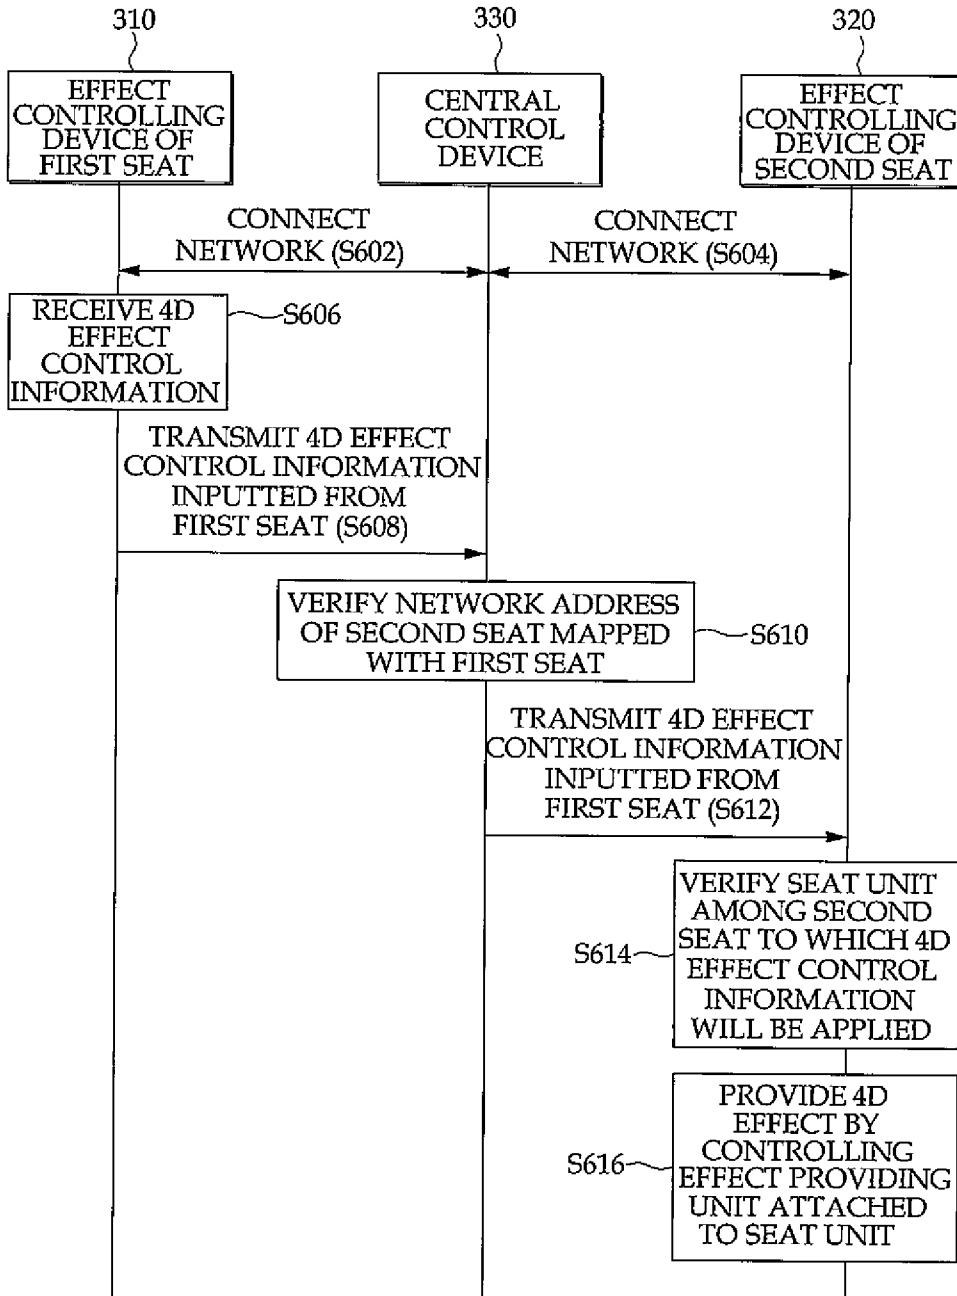 310
330
320
EFFECT
CONTROLLING
DEVICE OF
FIRST SEAT
CENTRAL
CONTROL
DEVICE
EFFECT
CONTROLLING
DEVICE OF
SECOND SEAT
CONNECT
NETWORK (S602)
CONNECT
NETWORK (S604)
RECEIVE 4D
EFFECT
CONTROL
INFORMATION
S606
TRANSMIT 4D EFFECT
CONTROL INFORMATION
INPUTTED FROM
FIRST SEAT (S608)
VERIFY NETWORK ADDRESS
OF SECOND SEAT MAPPED
WITH FIRST SEAT
S610
TRANSMIT 4D EFFECT
CONTROL INFORMATION
INPUTTED FROM
FIRST SEAT (S612)
VERIFY SEAT UNIT
AMONG SECOND
SEAT TO WHICH 4D
EFFECT CONTROL
INFORMATION
WILL BE APPLIED
S614
PROVIDE 4D
EFFECT BY
CONTROLLING
EFFECT PROVIDING
UNIT ATTACHED
TO SEAT UNIT
S616